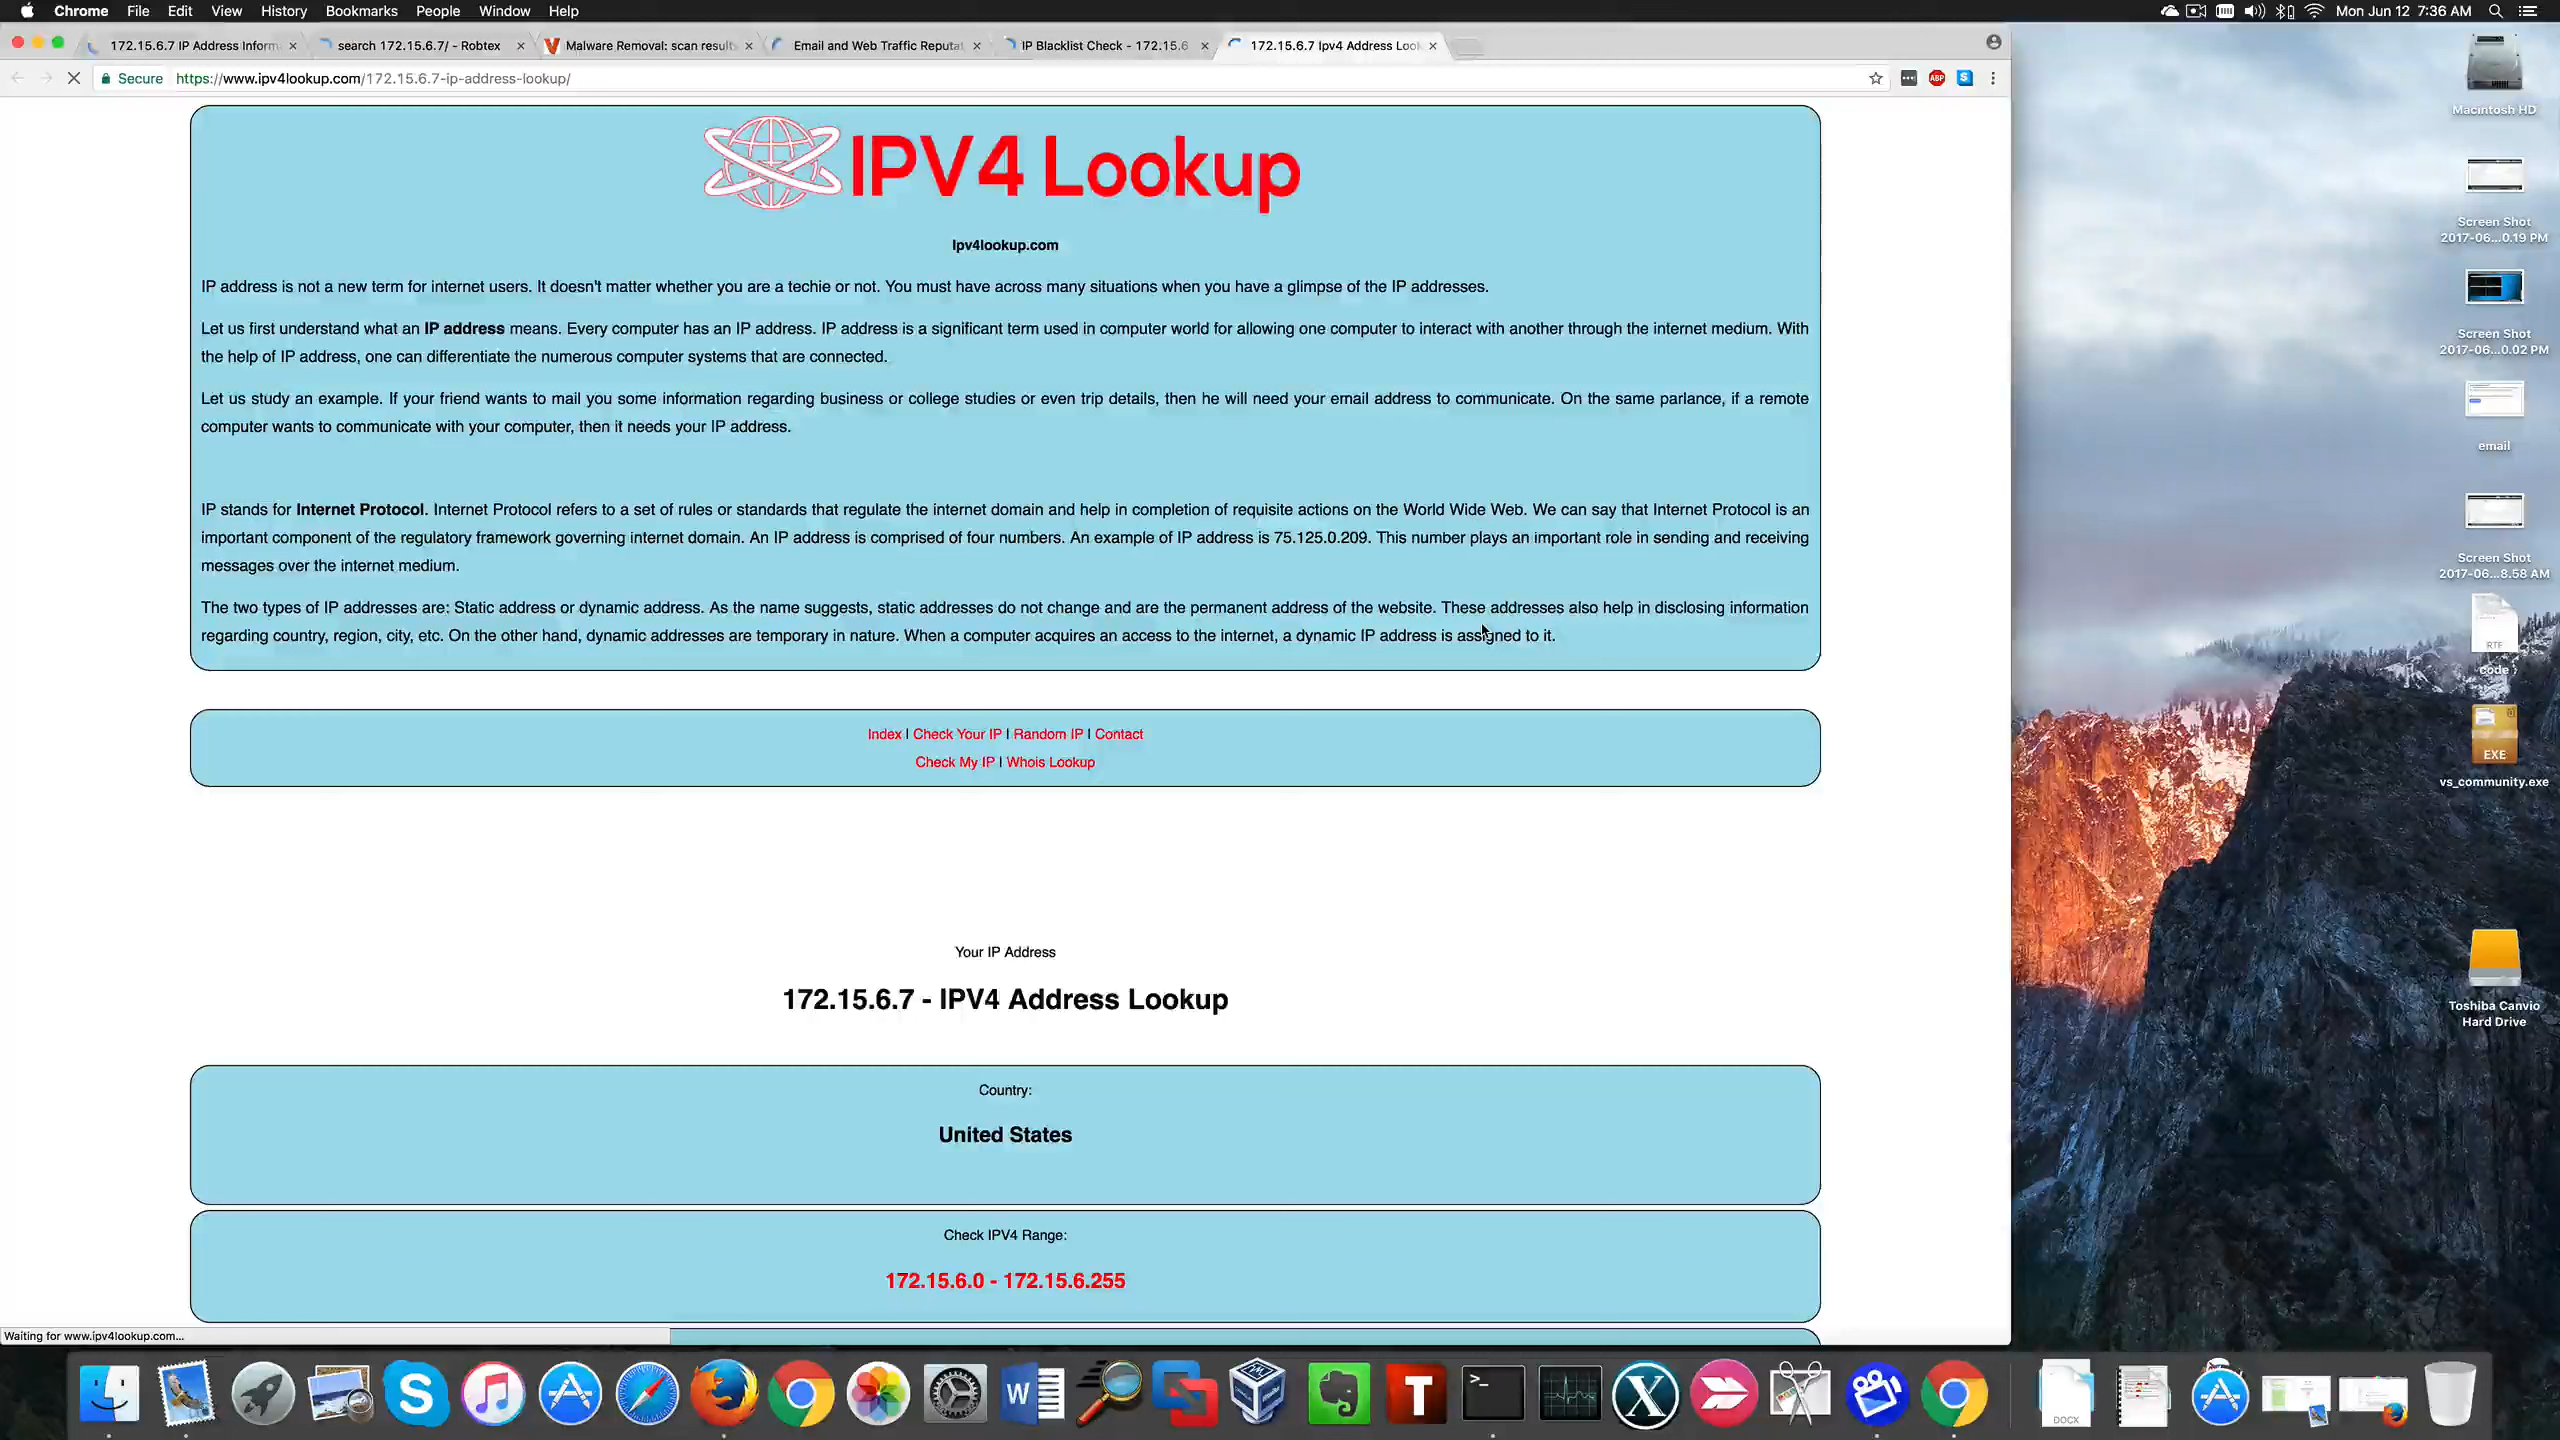 Chrome File Edit View History Bookmarks People Window Help
Mon Jun 12 7:36 AM
172.15.6.7 IP Address Inform
search 172.15.6.7/ - Robtex
Malware Removal: scan results
Email and Web Traffic Reputat
IP Blacklist Check - 172.15.6
172.15.6.7 Ipv4 Address Look
Secure https://www.ipv4lookup.com/172.15.6.7-ip-address-lookup/
ABP
IPV4 Lookup
Ipv4lookup.com
IP address is not a new term for internet users. It doesn't matter whether you are a techie or not. You must have across many situations when you have a glimpse of the IP addresses.
Let us first understand what an IP address means. Every computer has an IP address. IP address is a significant term used in computer world for allowing one computer to interact with another through the internet medium. With
the help of IP address, one can differentiate the numerous computer systems that are connected.
Let us study an example. If your friend wants to mail you some information regarding business or college studies or even trip details, then he will need your email address to communicate. On the same parlance, if a remote
computer wants to communicate with your computer, then it needs your IP address.
IP stands for Internet Protocol. Internet Protocol refers to a set of rules or standards that regulate the internet domain and help in completion of requisite actions on the World Wide Web. We can say that Internet Protocol is an
important component of the regulatory framework governing internet domain. An IP address is comprised of four numbers. An example of IP address is 75.125.0.209. This number plays an important role in sending and receiving
messages over the internet medium.
The two types of IP addresses are: Static address or dynamic address. As the name suggests, static addresses do not change and are the permanent address of the website. These addresses also help in disclosing information
regarding country, region, city, etc. On the other hand, dynamic addresses are temporary in nature. When a computer acquires an access to the internet, a dynamic IP address is assigned to it.
Index | Check Your IP | Random IP | Contact
Check My IP | Whois Lookup
Your IP Address
172.15.6.7 - IPV4 Address Lookup
Country:
United States
Check IPV4 Range:
172.15.6.0 - 172.15.6.255
Waiting for www.ipv4lookup.com...
Macintosh HD
Screen Shot
2017-06...0.19 PM
Screen Shot
2017-06...0.02 PM
email
Screen Shot
2017-06...8.58 AM
RTF
code
EXE
vs_community.exe
Toshiba Canvio
Hard Drive
DOCX